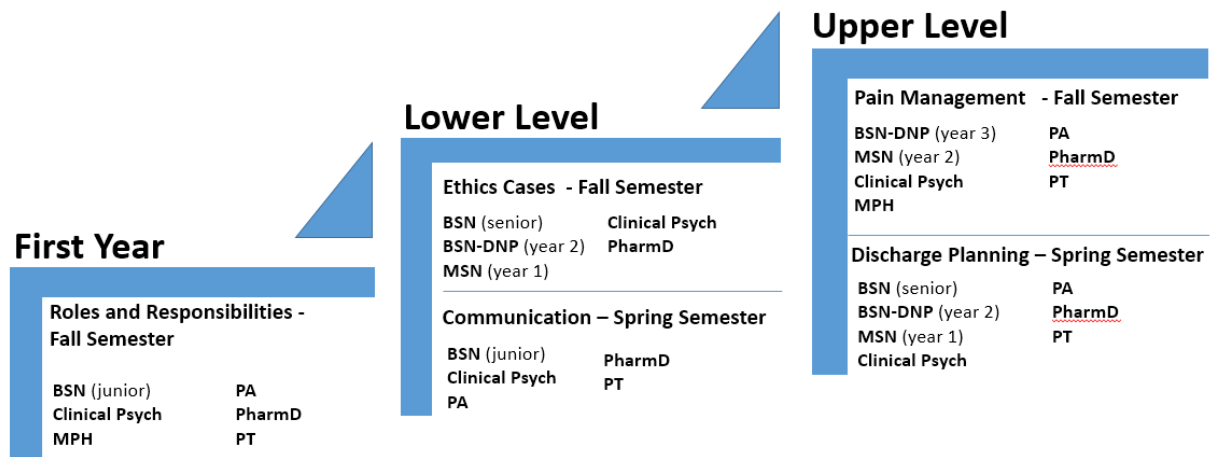 First Year
Roles and Responsibilities -
Fall Semester
BSN (junior)
Clinical Psych
MPH
PA
PharmD
PT
Lower Level
Ethics Cases - Fall Semester
BSN (senior)
BSN-DNP (year 2)
MSN (year 1)
Clinical Psych
PharmD
Communication – Spring Semester
BSN (junior)
Clinical Psych
PA
PharmD
PT
Upper Level
Pain Management - Fall Semester
BSN-DNP (year 3)
MSN (year 2)
Clinical Psych
MPH
PA
PharmD
PT
Discharge Planning – Spring Semester
BSN (senior)
BSN-DNP (year 2)
MSN (year 1)
Clinical Psych
PA
PharmD
PT